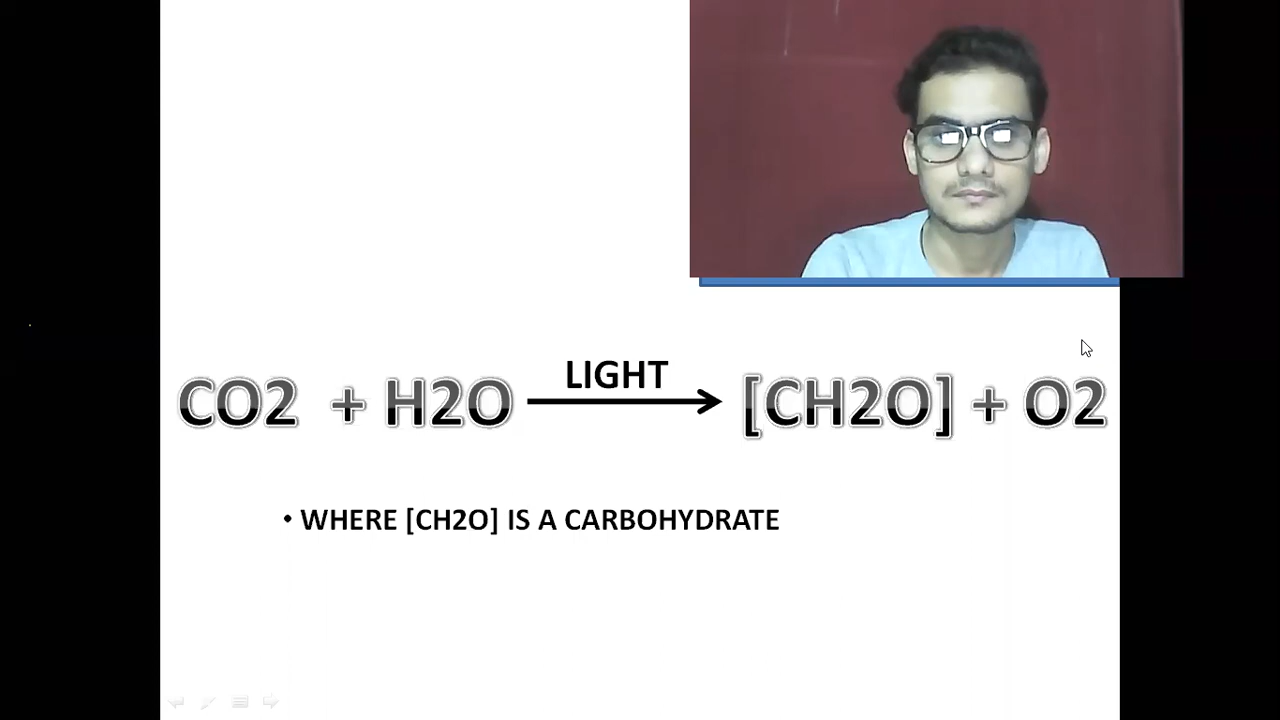 LIGHT
CO2 + H2O [CH2O] + O2
• WHERE [CH2O] IS A CARBOHYDRATE